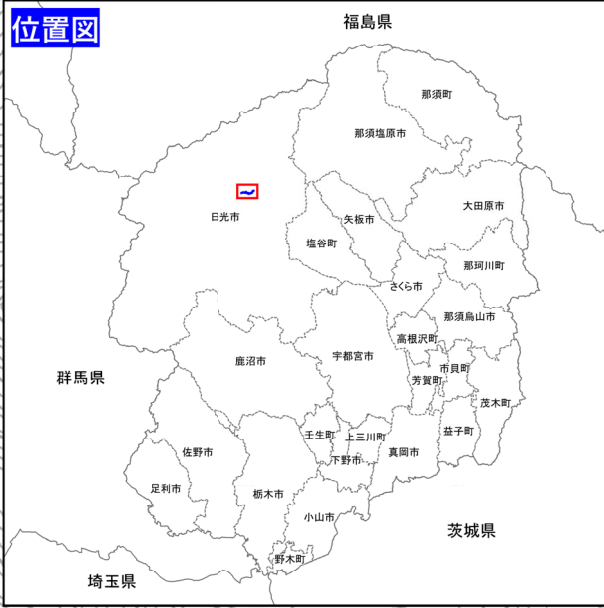 位置図
福島県
那須町
那須塩原市
大田原市
日光市
矢板市
塩谷町
那珂川町
さくら市
那須烏山市
高根沢町
宇都宮市
鹿沼市
市貝町
群馬県
芳賀町
茂木町
壬生町
上三川町
益子町
佐野市
真岡市
下野市
足利市
栃木市
小山市
茨城県
野木町
埼玉県